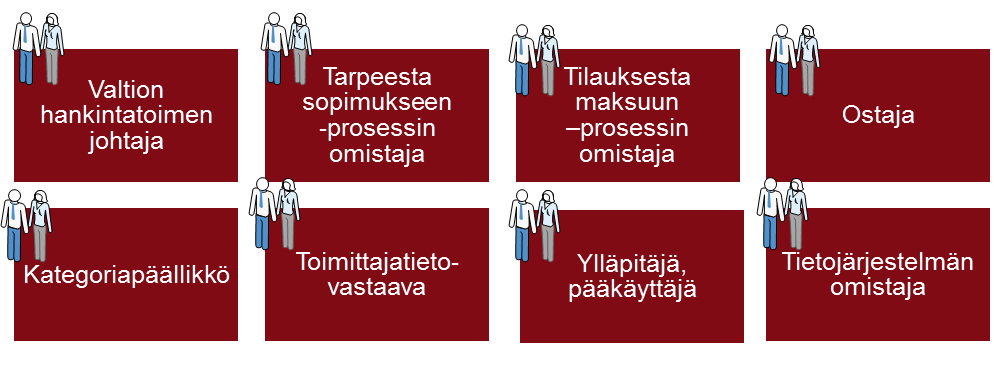 Valtion
hankintatoimen
johtaja
Tarpeesta
sopimukseen
-prosessin
omistaja
Tilauksesta
maksuun
–prosessin
omistaja
Ostaja
Kategoriapäällikkö
Toimittajatieto-
vastaava
Ylläpitäjä,
pääkäyttäjä
Tietojärjestelmän
omistaja